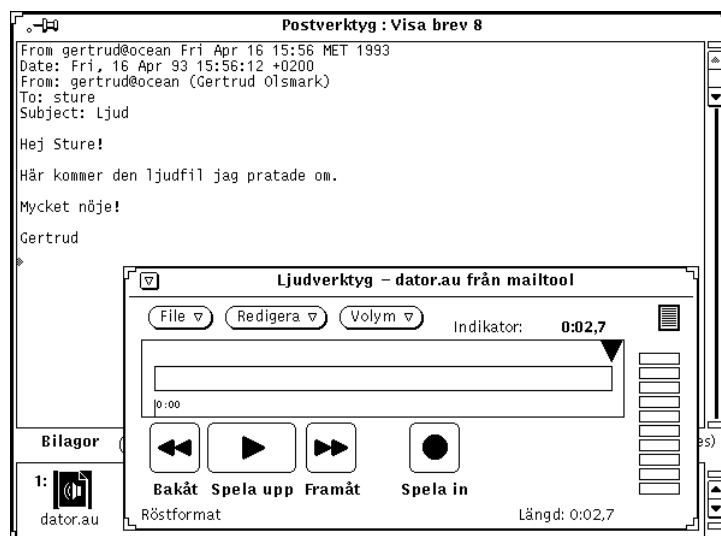 Postverktyg : Visa brev 8
From gertrud@ocean Fri Apr 16 15:56 MET 1993
Date: Fri, 16 Apr 93 15:56:12 +0200
From: gertrud@ocean (Gertrud Olsmark)
To: sture
Subject: Ljud
Hej Sture!
Här kommer den ljudfil jag pratade om.
Mycket nöje!
Gertrud
Ljudverktyg – dator.au från mailtool
File Redigera Volym Indikator: 0:02,7
0:00
Bilagor
es)
Bakåt Spela upp Framåt Spela in
1:
dator.au
Röstformat Längd: 0:02,7